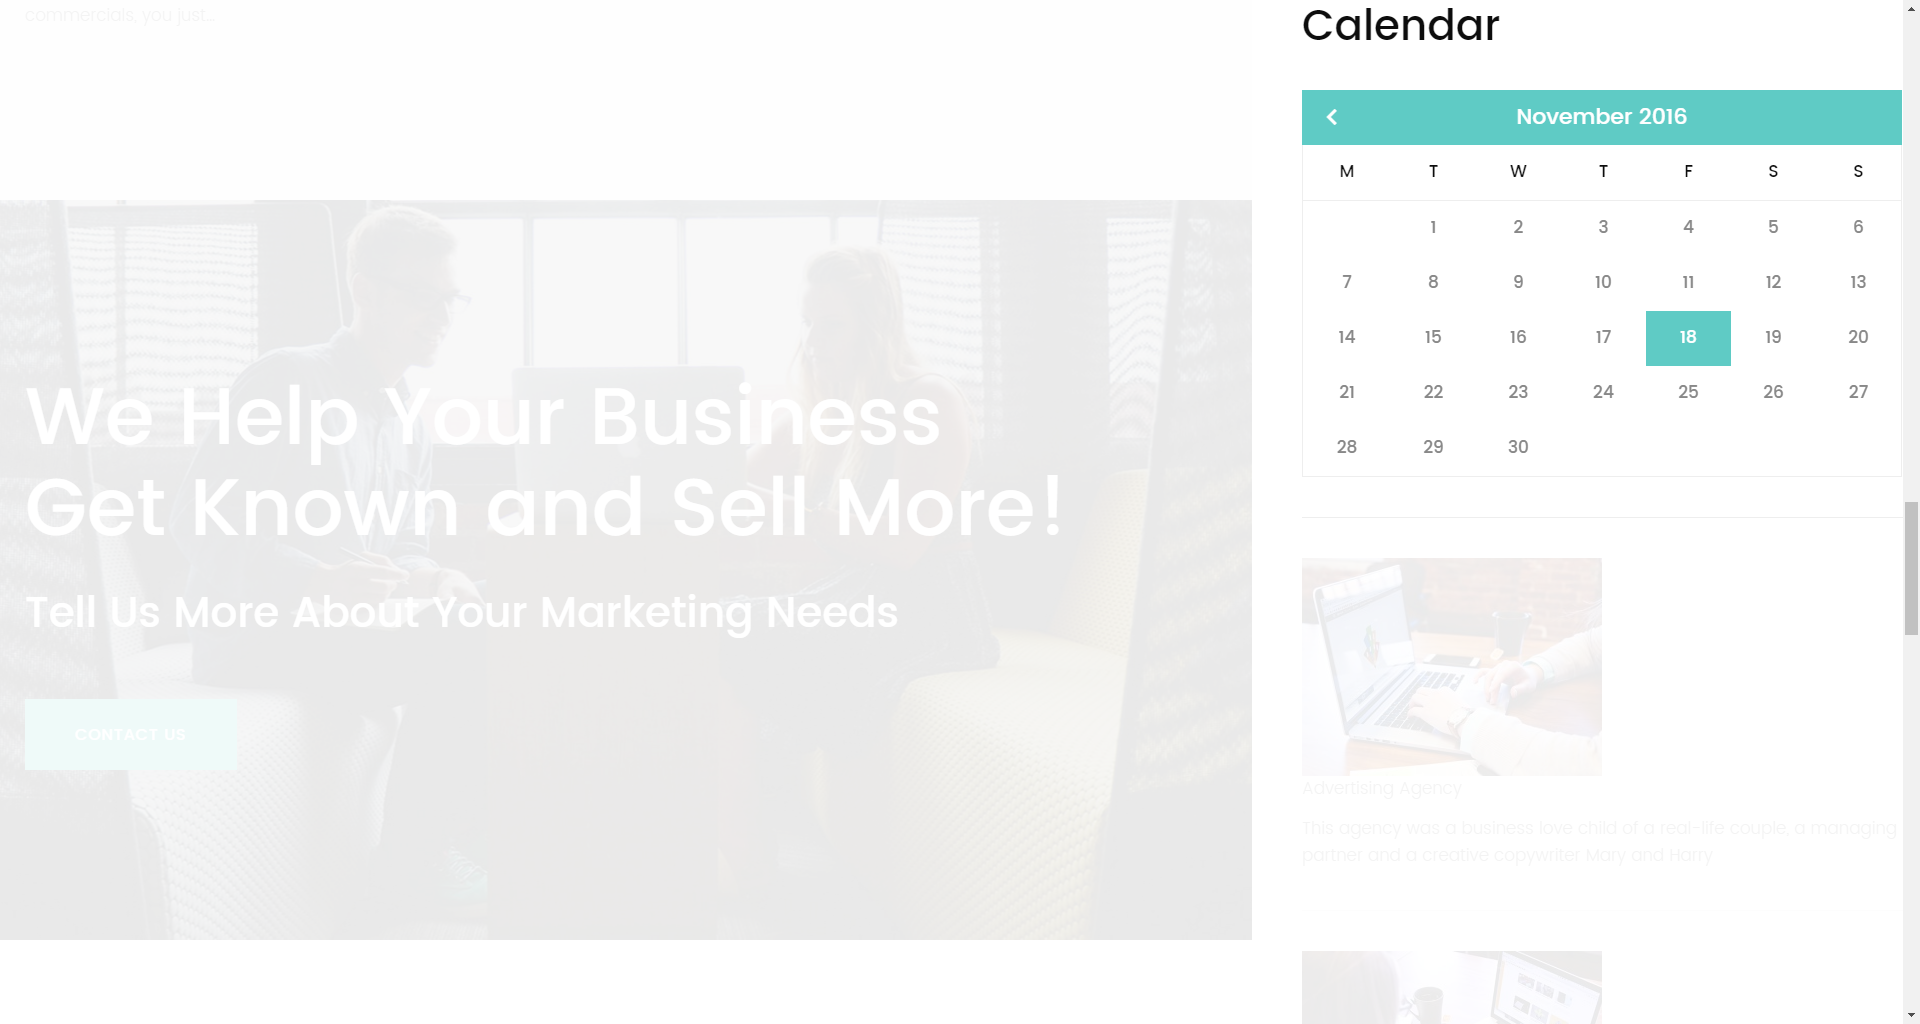 commercials, you just...
We Help Your Business
Get Known and Sell More!
Tell Us More About Your Marketing Needs
CONTACT US
Calendar
November 2016
M T W T F S S
1 2 3 4 5 6
7 8 9 10 11 12 13
14 15 16 17 18 19 20
21 22 23 24 25 26 27
28 29 30
Advertising Agency
This agency was a business love child of a real-life couple, a managing
partner and a creative copywriter Mary and Harry